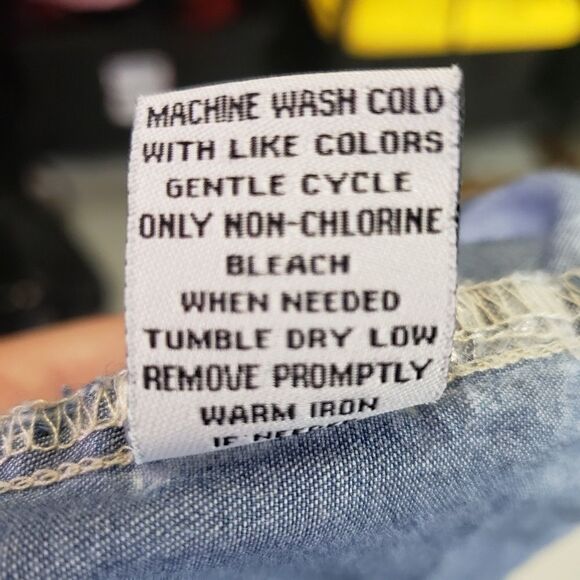 MACHINE WASH COLD
WITH LIKE COLORS
GENTLE CYCLE
ONLY NON-CHLORINE
BLEACH
WHEN NEEDED
TUMBLE DRY LOW
REMOVE PROMPTLY
WARM IRON
IF